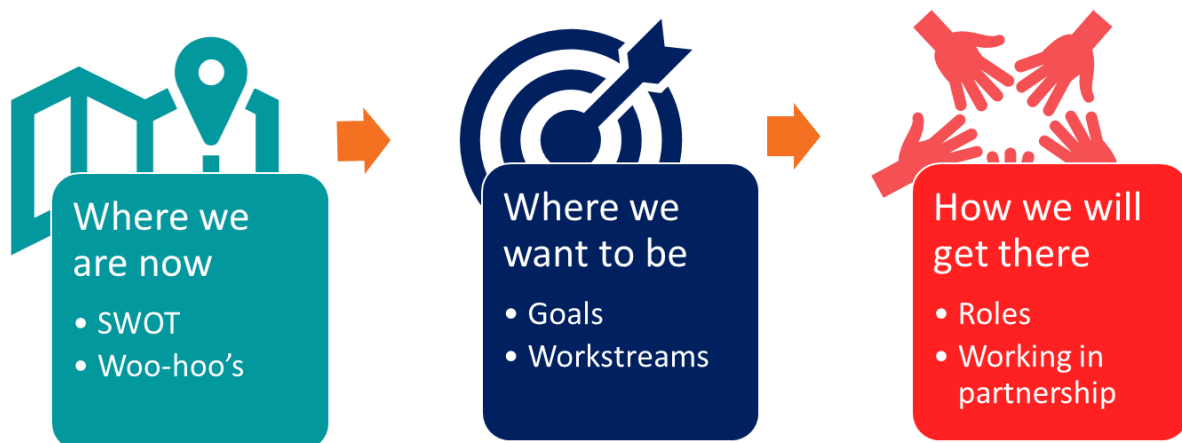 Where we
are now
• SWOT
• Woo-hoo's
Where we
want to be
• Goals
• Workstreams
How we will
get there
• Roles
• Working in
partnership